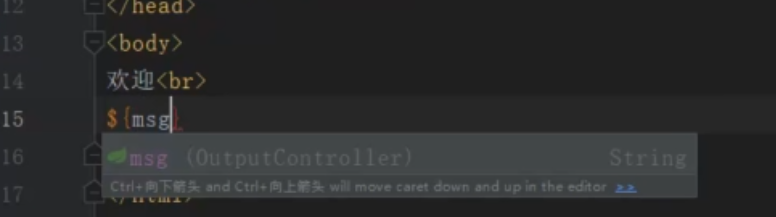 12 </head>
13 <body>
14 欢迎<br>
15 ${msg}
16 msg (OutputController) String
Ctrl+向下箭头 and Ctrl+向上箭头 will move caret down and up in the editor >>
17 </html>